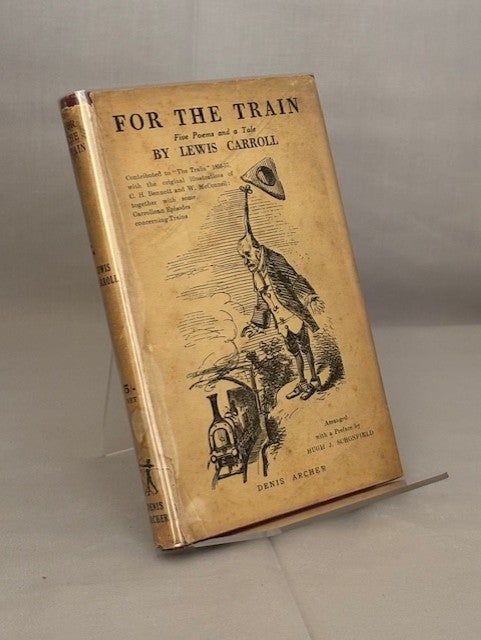 FOR THE TRAIN
Five Poems and a Tale
BY LEWIS CARROLL
Contributed to "The Train" 1856-57,
with the original illustrations of
C. H. Bennett and W. McConnell:
together with some
Carrollean Episodes
concerning Trains
Arranged
with a Preface by
HUGH J. SCHONFIELD
DENIS ARCHER
FOR
THE
TRAIN
LEWIS
CARROLL
5/-
NET
DENIS
ARCHER